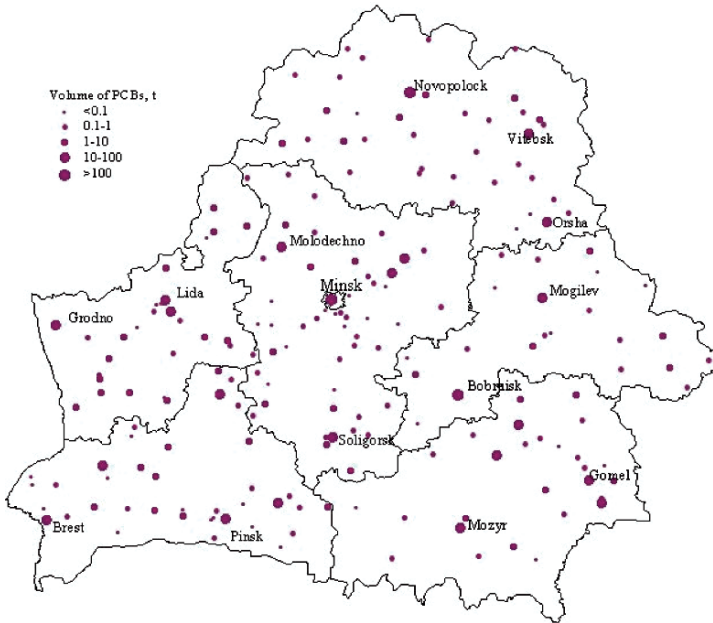 Volume of PCBs, t
<0.1
0.1-1
1-10
10-100
>100
Novopolock
Vitebsk
Orsha
Molodechno
Minsk
Lida
Grodno
Mogilev
Bobruisk
Soligorsk
Gomel
Brest
Pinsk
Mozyr